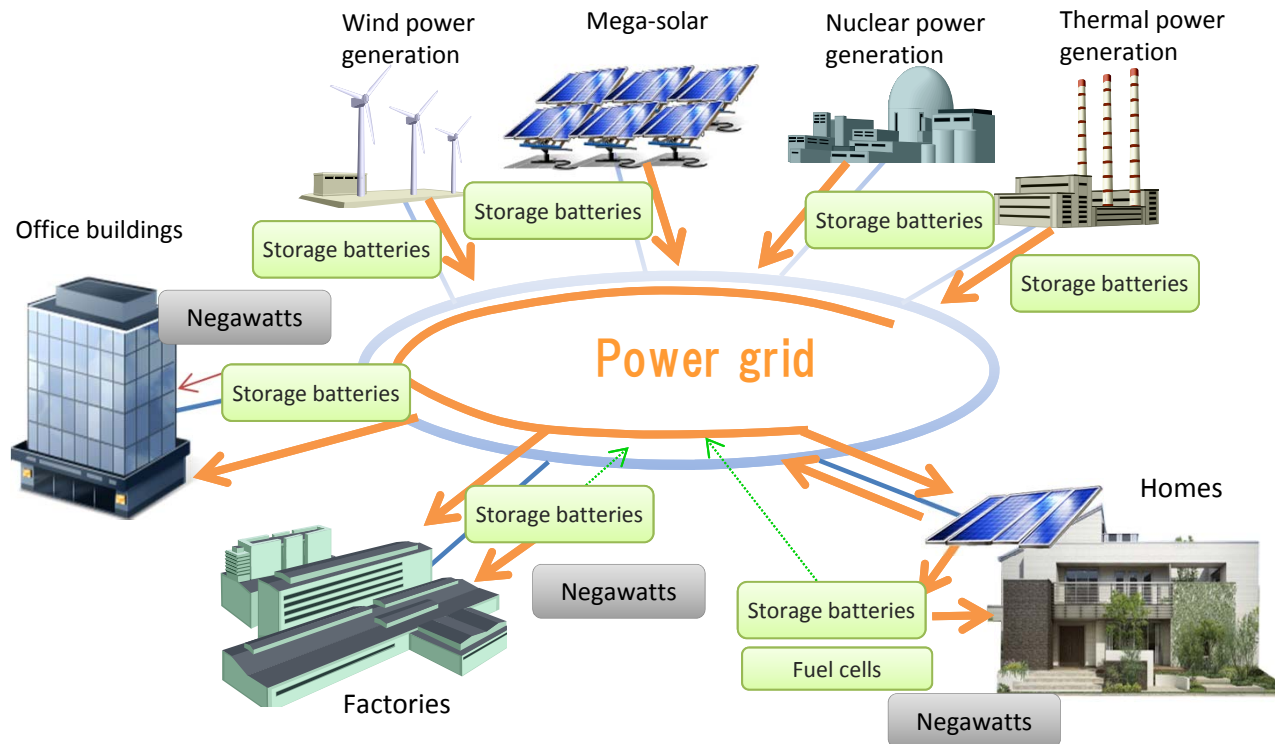 Wind power
generation
Mega-solar
Nuclear power
generation
Thermal power
generation
Storage batteries
Storage batteries
Storage batteries
Storage batteries
Office buildings
Negawatts
Storage batteries
Power grid
Storage batteries
Negawatts
Factories
Homes
Storage batteries
Fuel cells
Negawatts